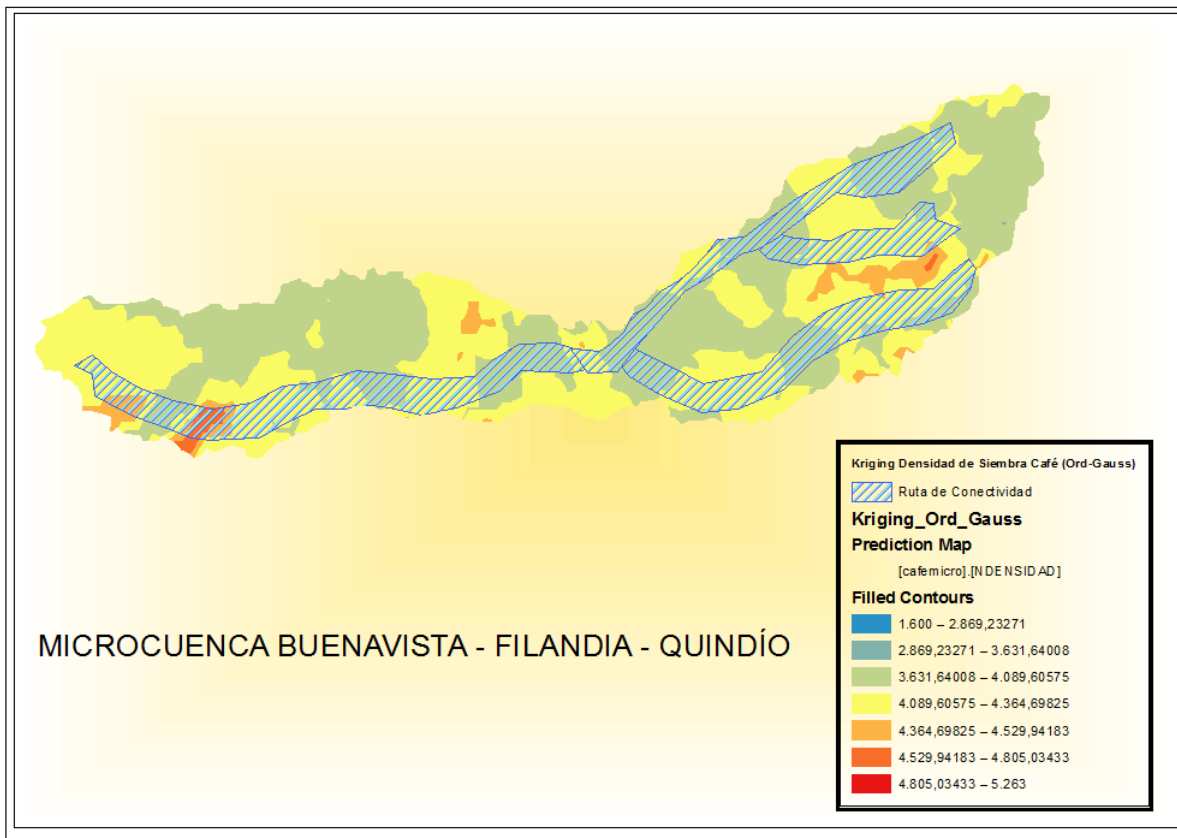 MICROCUENCA BUENAVISTA - FILANDIA - QUINDÍO
Kriging Densidad de Siembra Café (Ord-Gauss)
Ruta de Conectividad
Kriging_Ord_Gauss
Prediction Map
[cafemicro].[NDENSIDAD]
Filled Contours
1.600 – 2.869,23271
2.869,23271 – 3.631,64008
3.631,64008 – 4.089,60575
4.089,60575 – 4.364,69825
4.364,69825 – 4.529,94183
4.529,94183 – 4.805,03433
4.805,03433 – 5.263